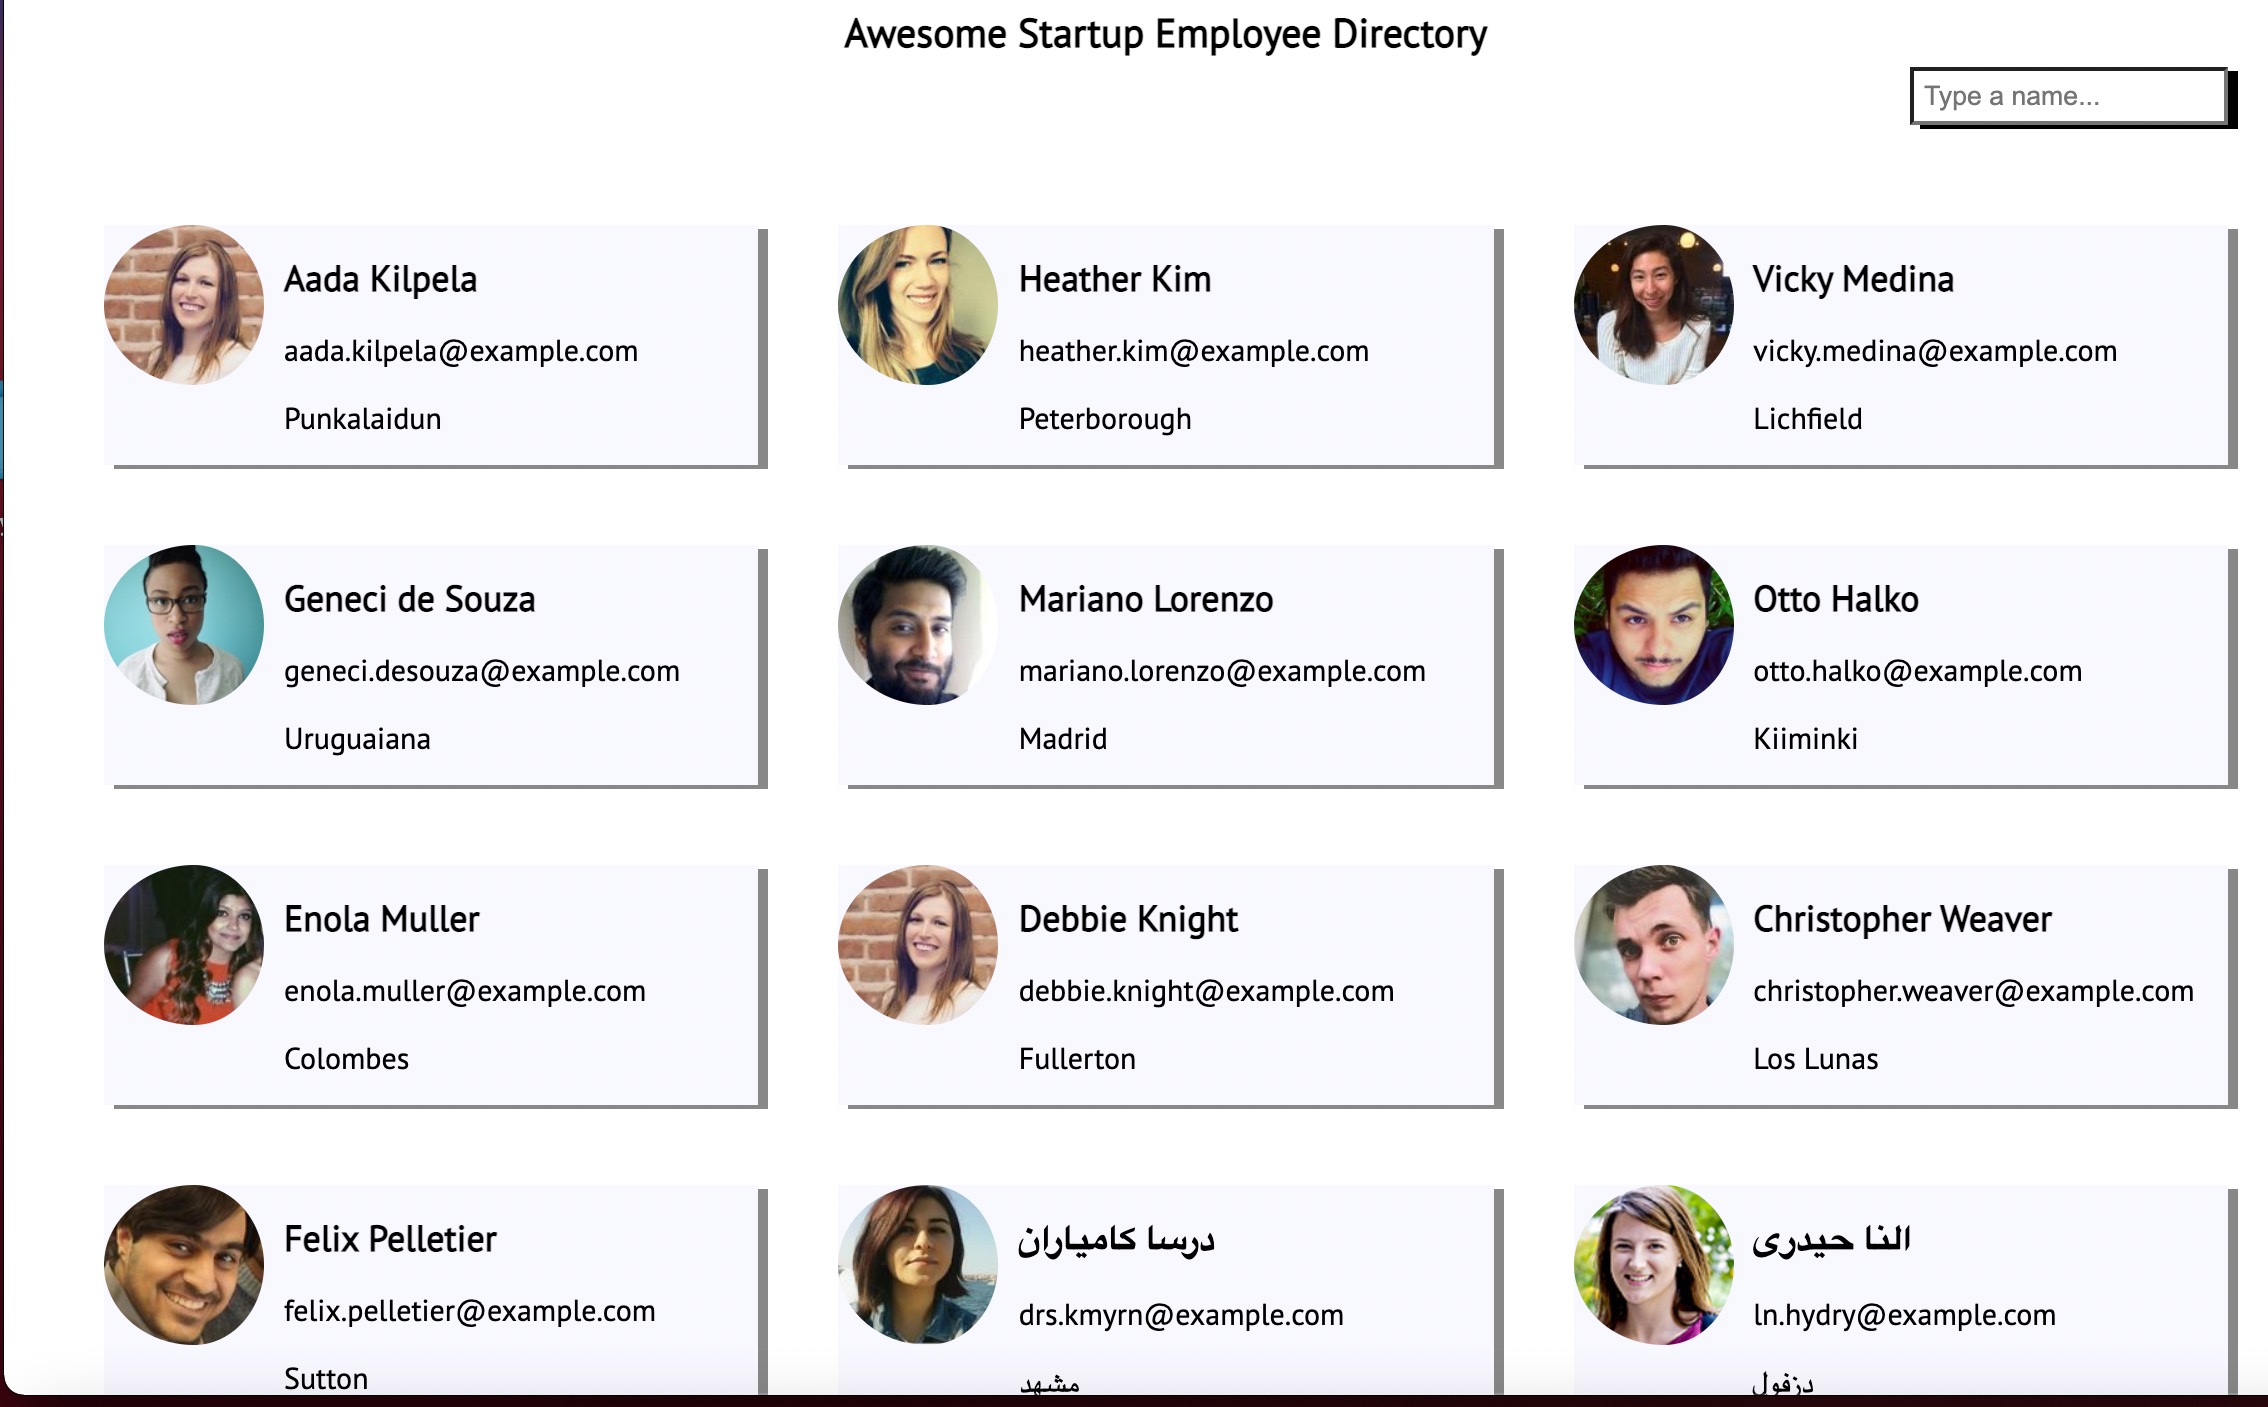 Awesome Startup Employee Directory
Type a name...
Aada Kilpela
aada.kilpela@example.com
Punkalaidun
Heather Kim
heather.kim@example.com
Peterborough
Vicky Medina
vicky.medina@example.com
Lichfield
Geneci de Souza
geneci.desouza@example.com
Uruguaiana
Mariano Lorenzo
mariano.lorenzo@example.com
Madrid
Otto Halko
otto.halko@example.com
Kiiminki
Enola Muller
enola.muller@example.com
Colombes
Debbie Knight
debbie.knight@example.com
Fullerton
Christopher Weaver
christopher.weaver@example.com
Los Lunas
Felix Pelletier
felix.pelletier@example.com
Sutton
درسا کامیاران
drs.kmyrn@example.com
مشهد
النا حیدری
ln.hydry@example.com
دزفول